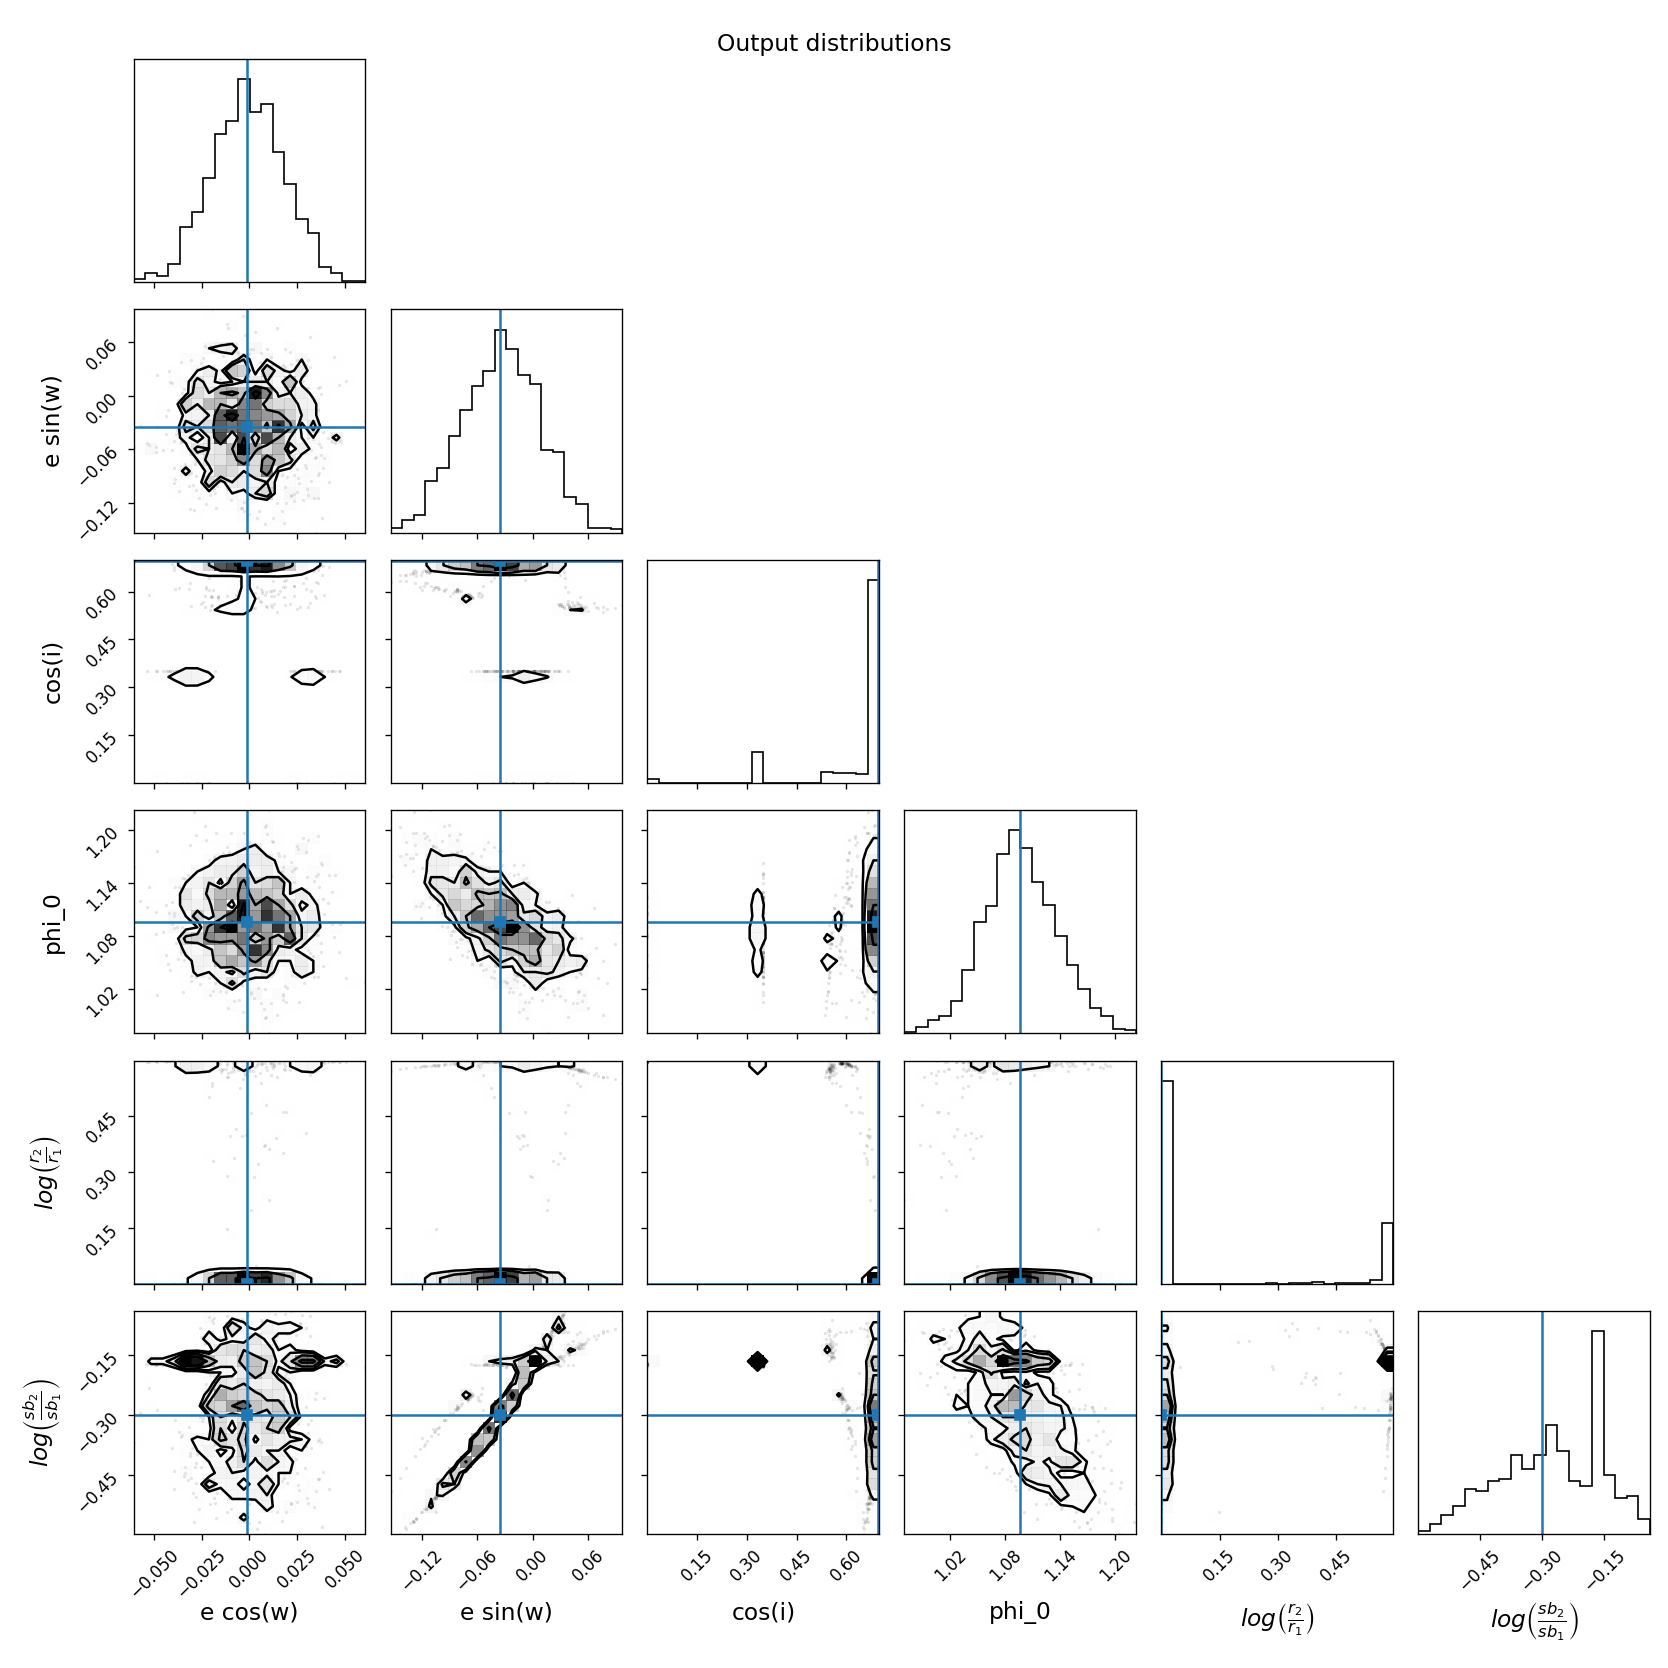 Output distributions
e sin(w)
0.06
0.00
−0.06
−0.12
cos(i)
0.60
0.45
0.30
0.15
phi_0
1.20
1.14
1.08
1.02
log(r₂/r₁)
0.45
0.30
0.15
log(sb₂/sb₁)
−0.15
−0.30
−0.45
−0.050 −0.025 0.000 0.025 0.050 −0.12 −0.06 0.00 0.06 0.15 0.30 0.45 0.60 1.02 1.08 1.14 1.20 0.15 0.30 0.45 −0.45 −0.30 −0.15
e cos(w) e sin(w) cos(i) phi_0 log(r₂/r₁) log(sb₂/sb₁)